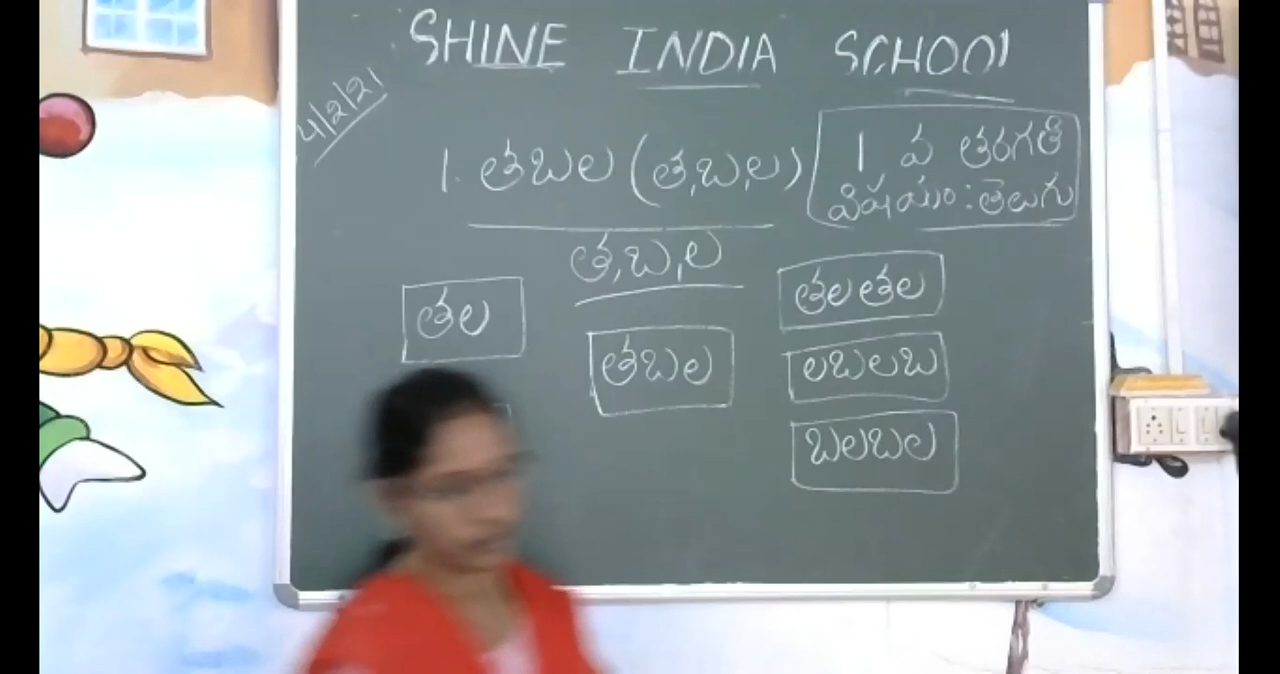 SHINE INDIA SCHOOL
4/2/21
1. తబల (త,బ,ల)
1 వ తరగతి
విషయం : తెలుగు
త,బ,ల
తల
తబల
తలతల
లబలబ
బలబల